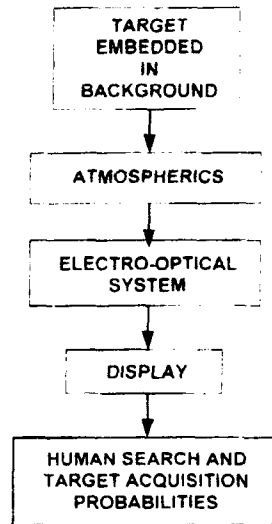 TARGET
EMBEDDED
IN
BACKGROUND
ATMOSPHERICS
ELECTRO-OPTICAL
SYSTEM
DISPLAY
HUMAN SEARCH AND
TARGET ACQUISITION
PROBABILITIES